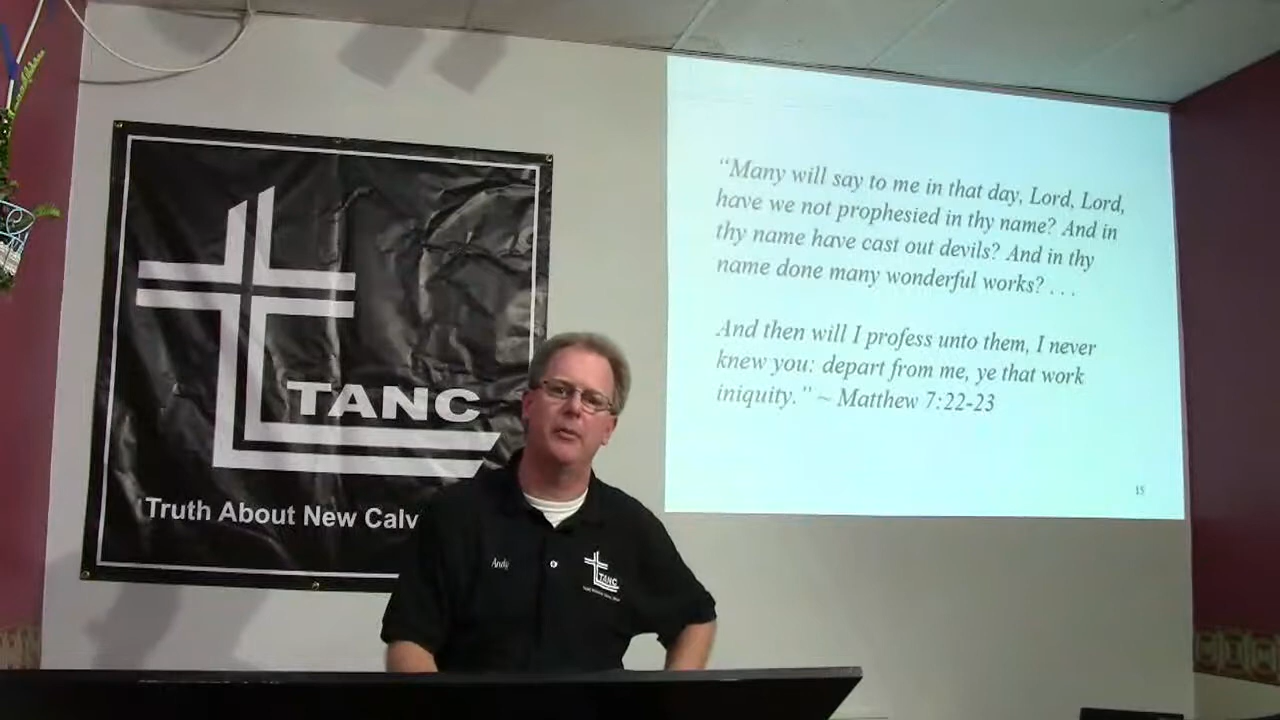 TANC
Truth About New Calv
"Many will say to me in that day, Lord, Lord,
have we not prophesied in thy name? And in
thy name have cast out devils? And in thy
name done many wonderful works? . . .
And then will I profess unto them, I never
knew you: depart from me, ye that work
iniquity." ~ Matthew 7:22-23
15
Andy
TANC